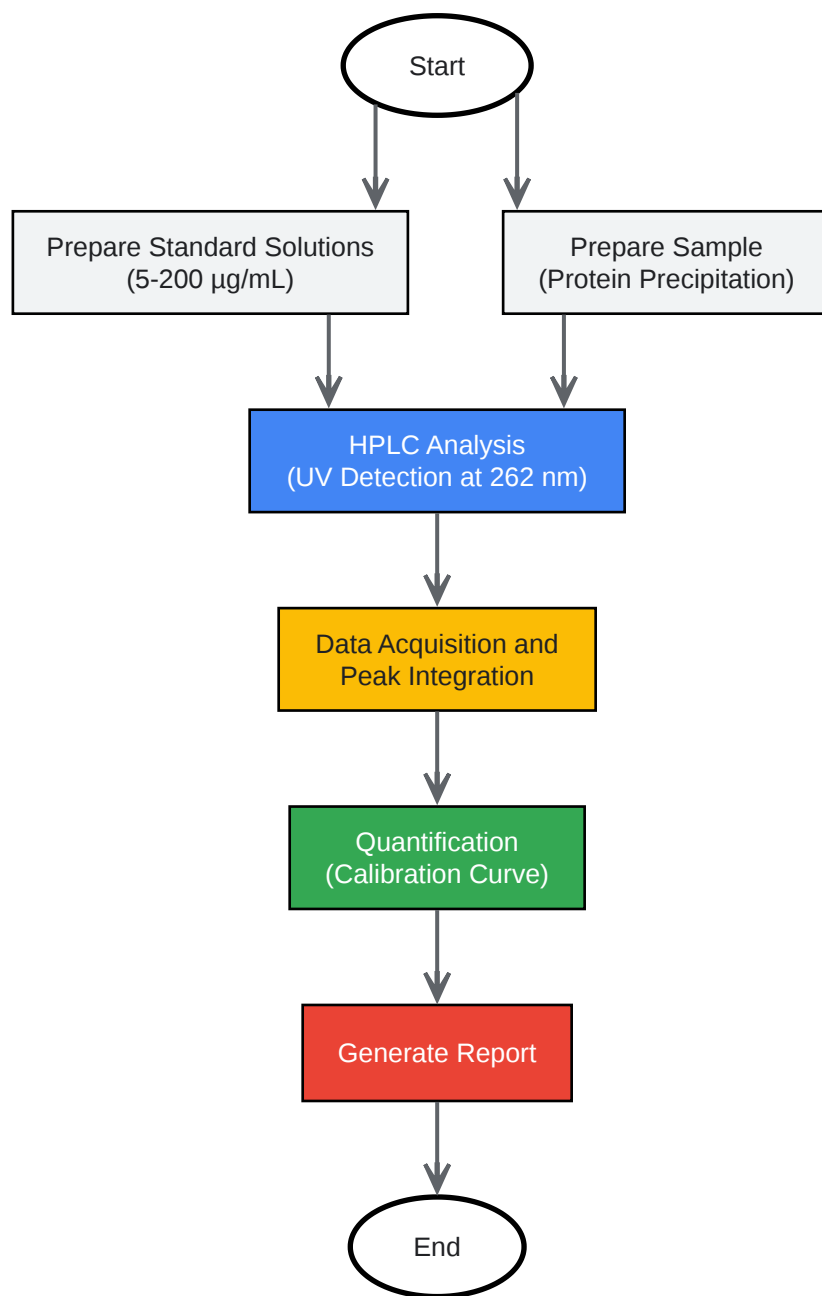 Start
Prepare Standard Solutions
(5-200 µg/mL)
Prepare Sample
(Protein Precipitation)
HPLC Analysis
(UV Detection at 262 nm)
Data Acquisition and
Peak Integration
Quantification
(Calibration Curve)
Generate Report
End